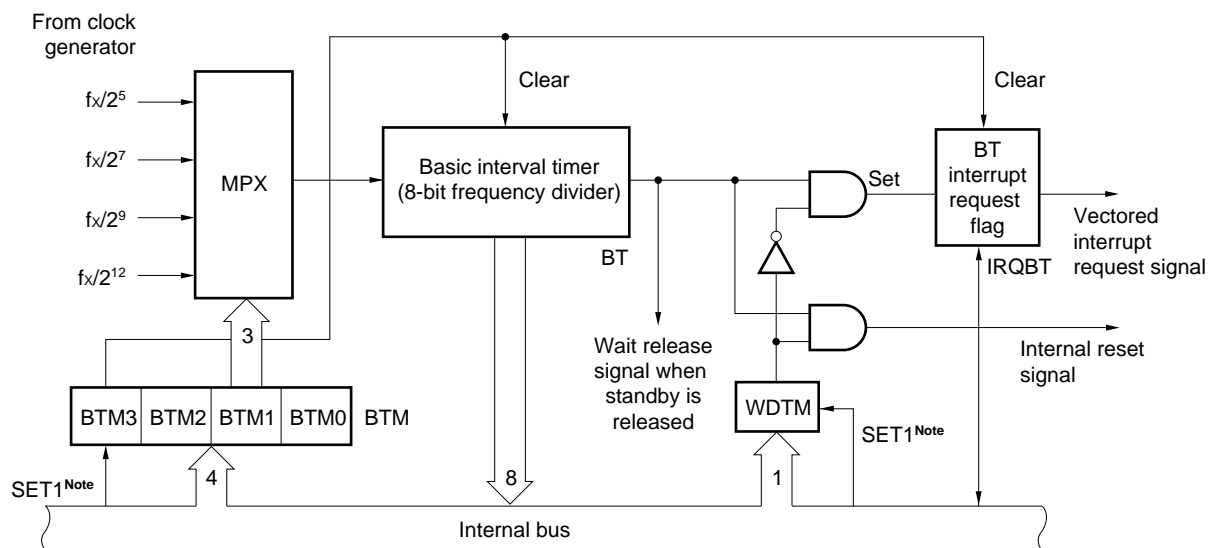 From clock
generator
fX/2⁵
fX/2⁷
fX/2⁹
fX/2¹²
MPX
3
Clear
Basic interval timer
(8-bit frequency divider)
BT
Clear
Set
BT
interrupt
request
flag
IRQBT
Vectored
interrupt
request signal
Wait release
signal when
standby is
released
Internal reset
signal
WDTM
SET1Note
BTM3 BTM2 BTM1 BTM0 BTM
SET1Note
4
8
1
Internal bus